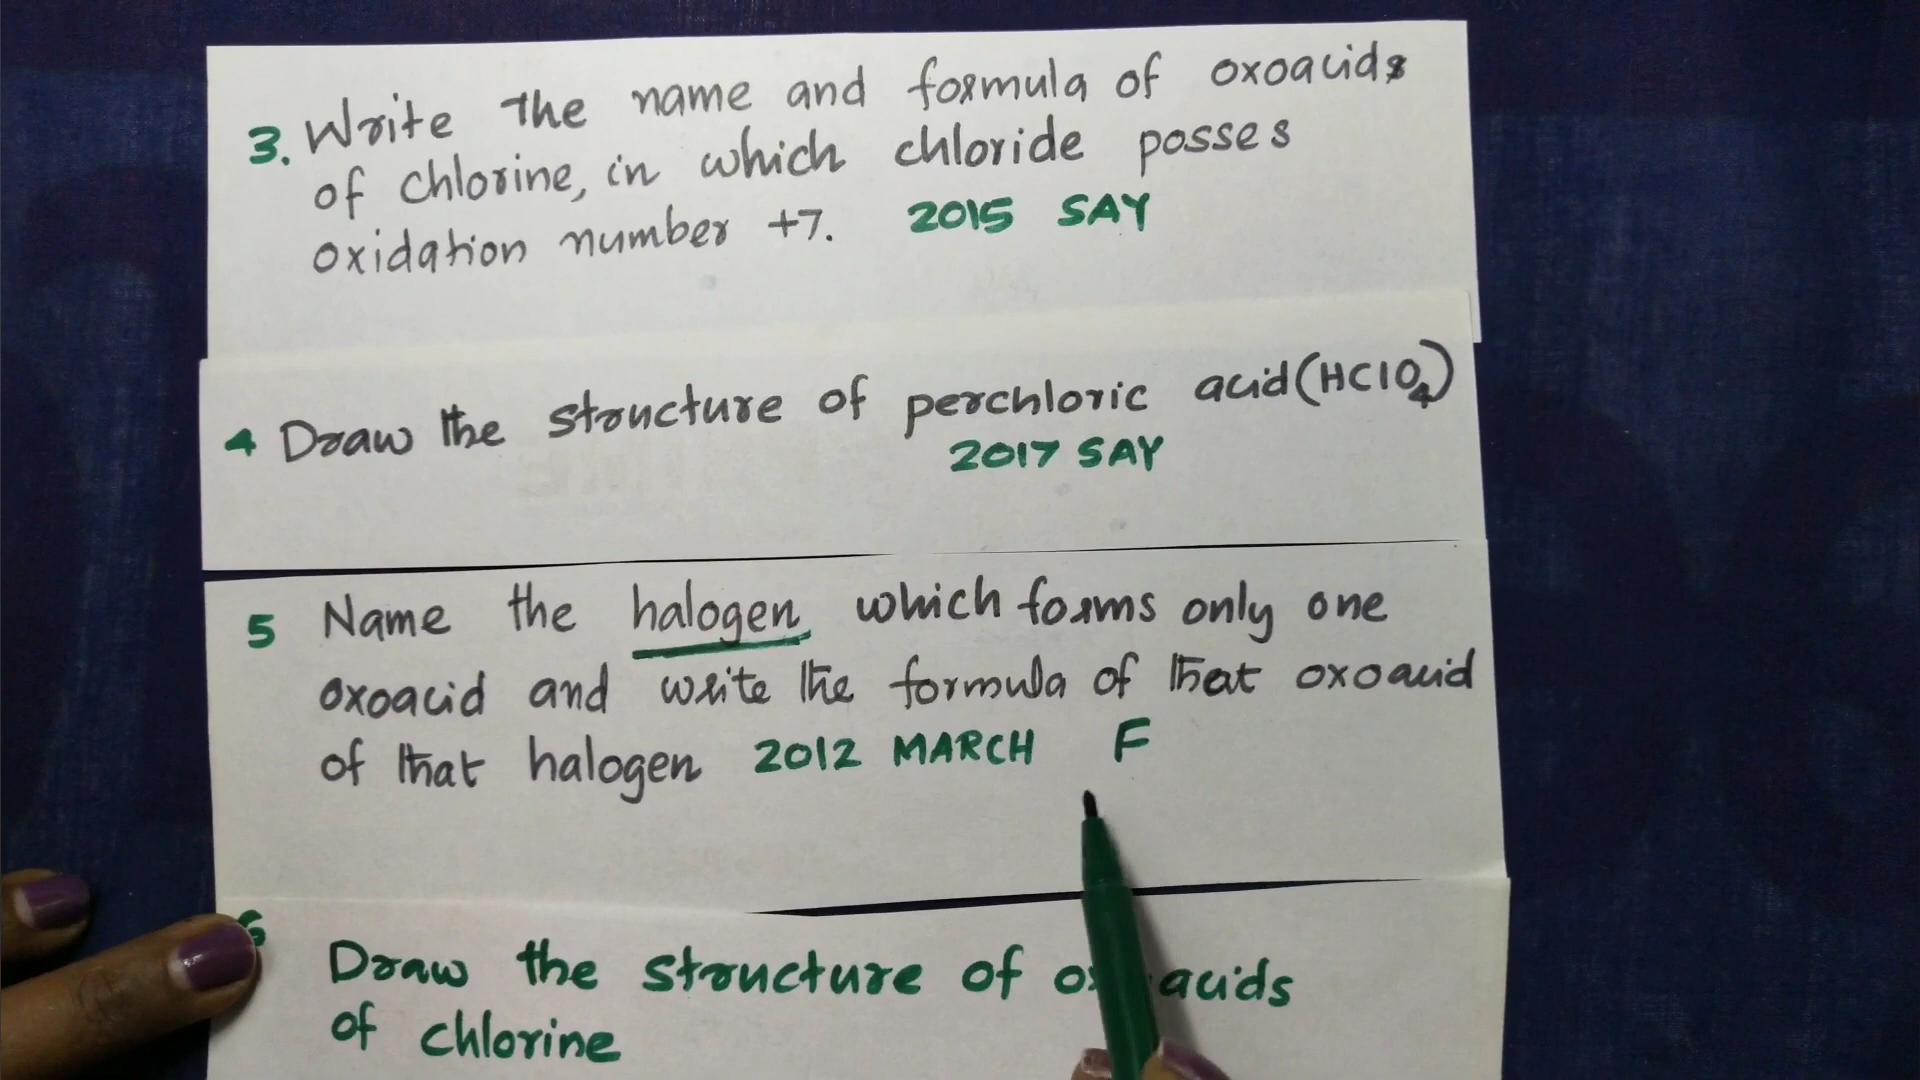 3. Write the name and formula of oxoacids
of chlorine, in which chloride posses
oxidation number +7. 2015 SAY
4 Draw the structure of perchloric acid (HClO4)
2017 SAY
5 Name the halogen which forms only one
oxoacid and write the formula of that oxoacid
of that halogen 2012 MARCH F
6 Draw the structure of acids
of chlorine